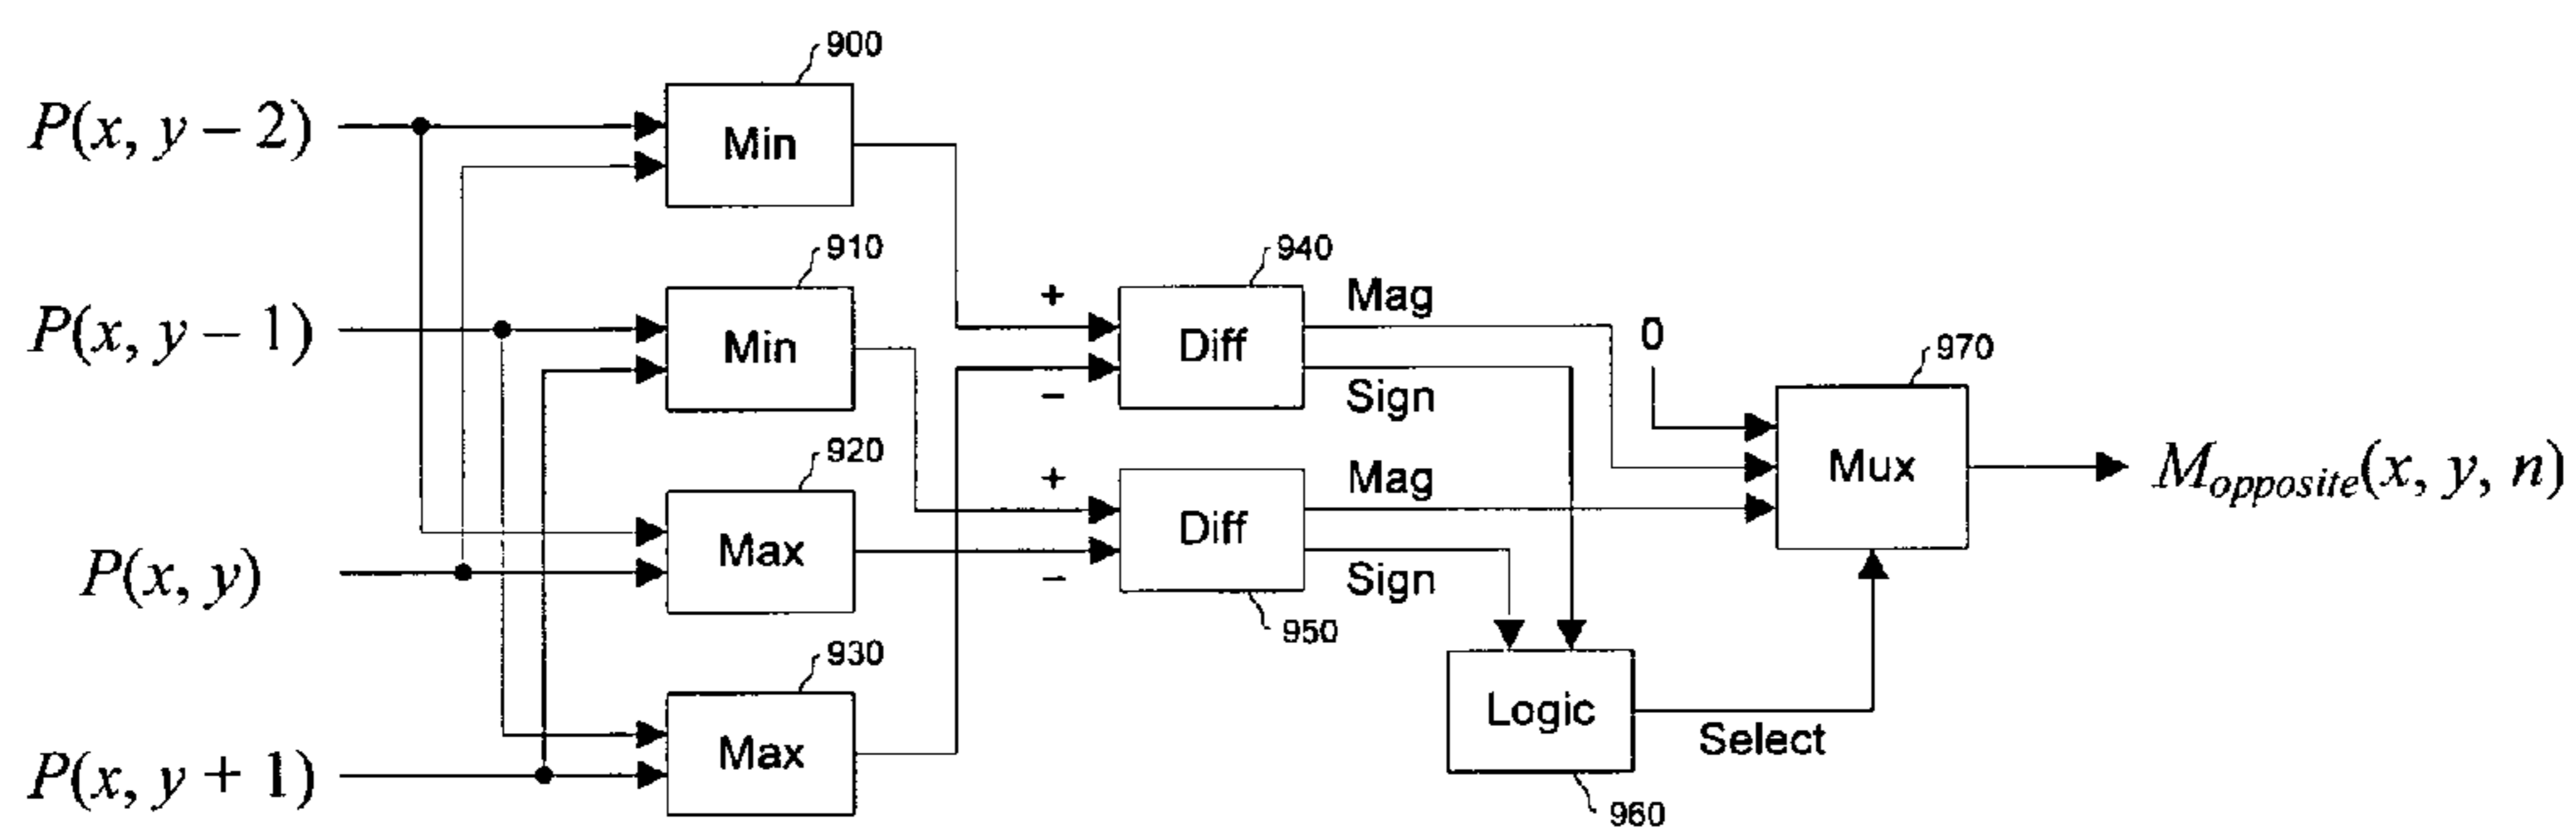 900
P(x, y – 2)
Min
910
940
P(x, y – 1)
Min
+
–
Diff
Mag
Sign
0
970
Mux
M_opposite(x, y, n)
920
P(x, y)
Max
+
–
Diff
Mag
Sign
950
930
P(x, y + 1)
Max
Logic
Select
960